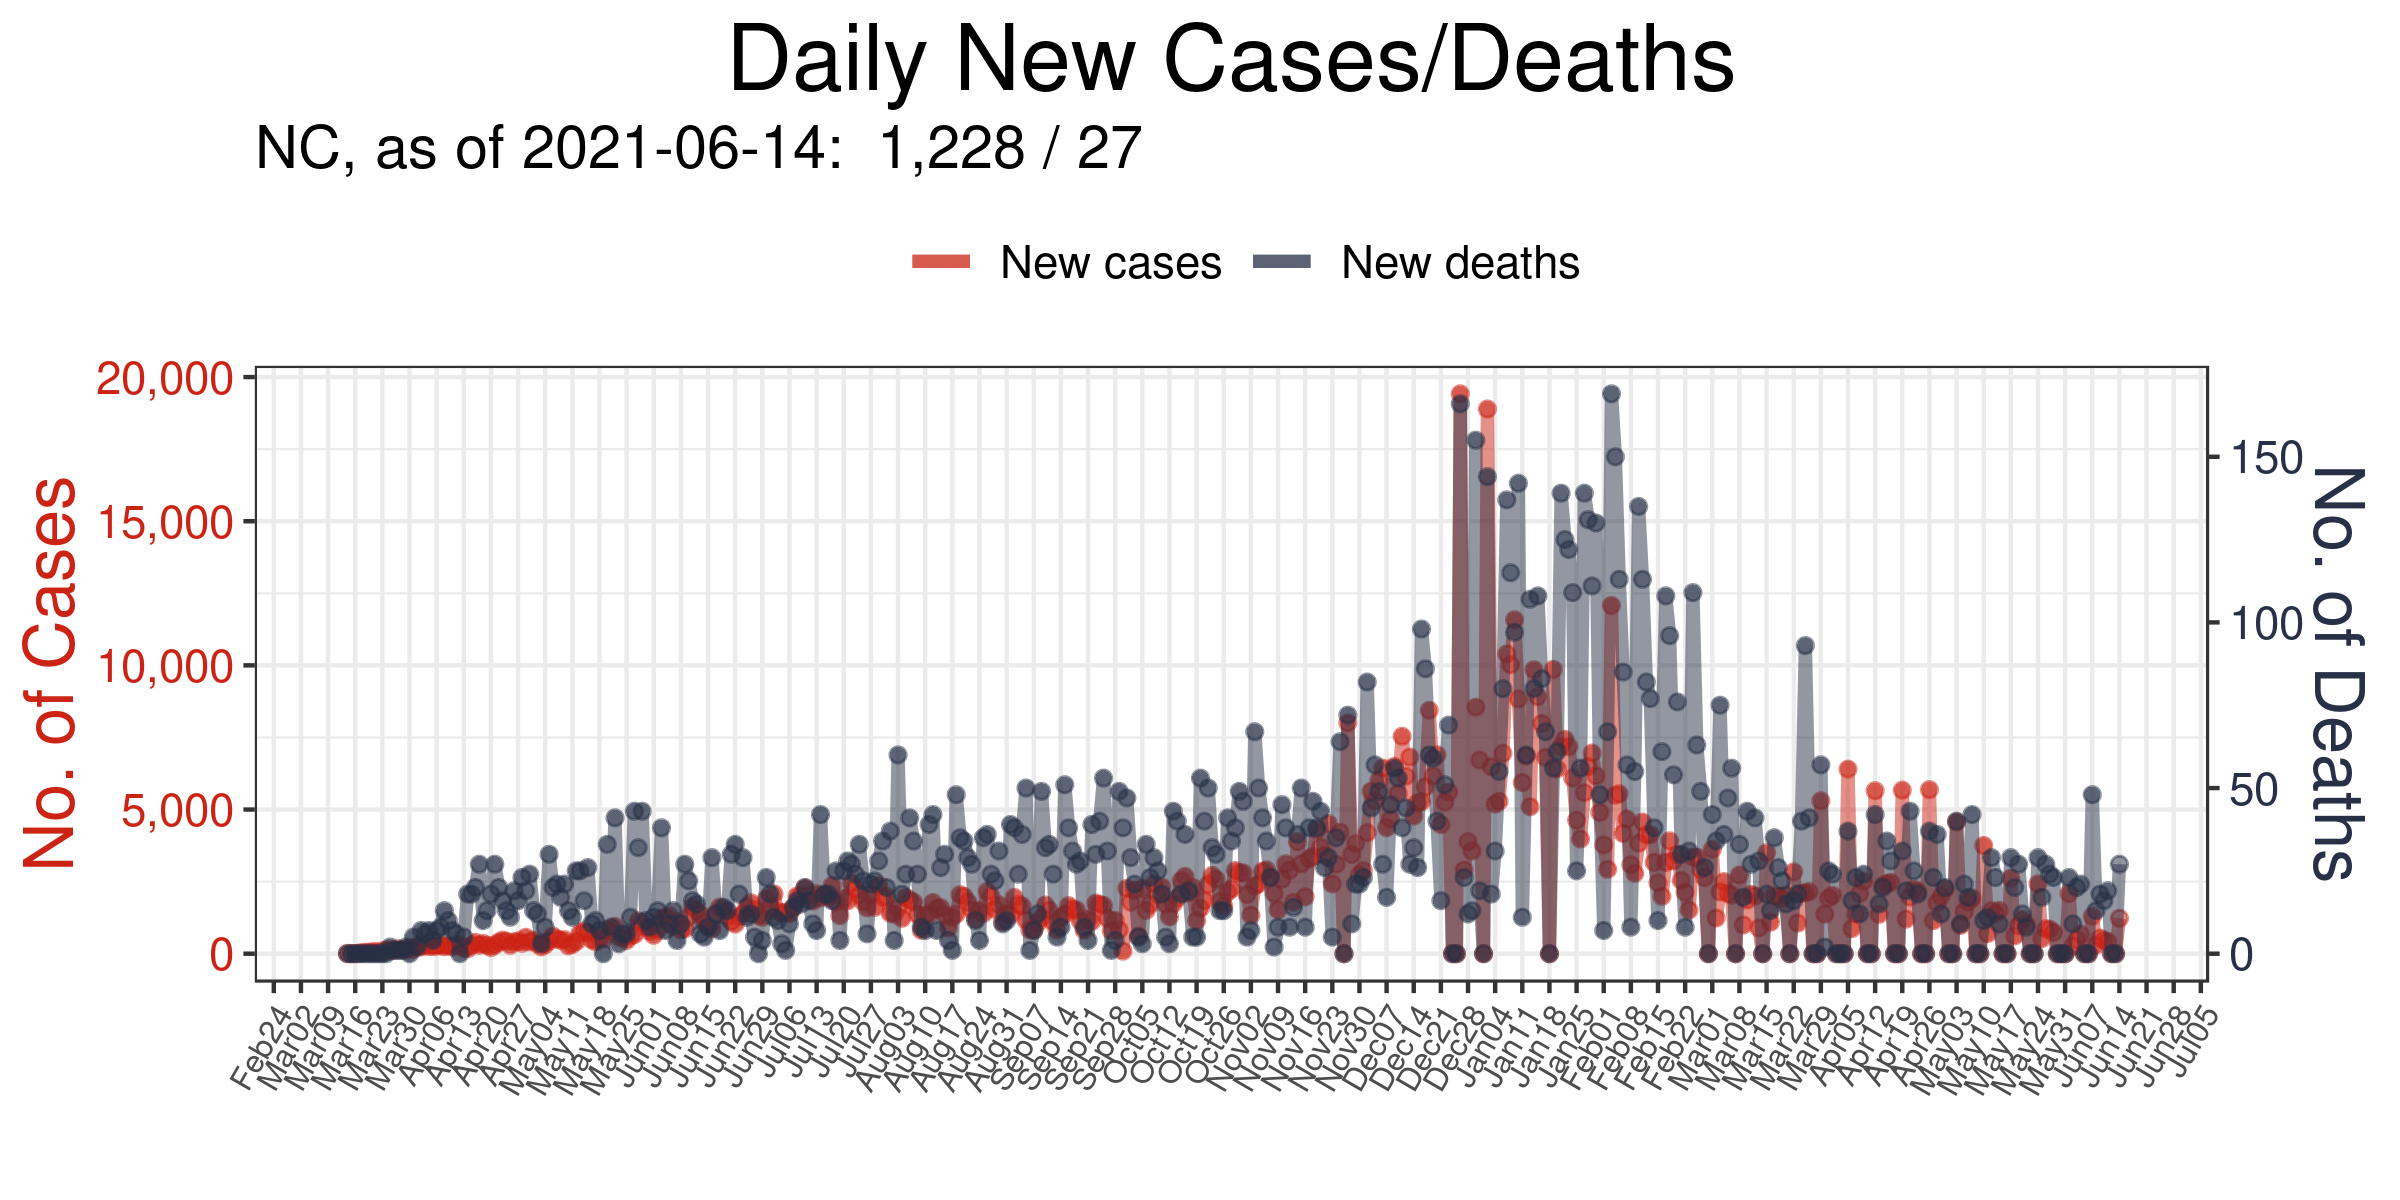 Daily New Cases/Deaths
NC, as of 2021-06-14: 1,228 / 27
New cases
New deaths
No. of Cases
20,000
15,000
10,000
5,000
0
150
100
50
0
No. of Deaths
Feb24
Mar02
Mar09
Mar16
Mar23
Mar30
Apr06
Apr13
Apr20
Apr27
May04
May11
May18
May25
Jun01
Jun08
Jun15
Jun22
Jun29
Jul06
Jul13
Jul20
Jul27
Aug03
Aug10
Aug17
Aug24
Aug31
Sep07
Sep14
Sep21
Sep28
Oct05
Oct12
Oct19
Oct26
Nov02
Nov09
Nov16
Nov23
Nov30
Dec07
Dec14
Dec21
Dec28
Jan04
Jan11
Jan18
Jan25
Feb01
Feb08
Feb15
Feb22
Mar01
Mar08
Mar15
Mar22
Mar29
Apr05
Apr12
Apr19
Apr26
May03
May10
May17
May24
May31
Jun07
Jun14
Jun21
Jun28
Jul05